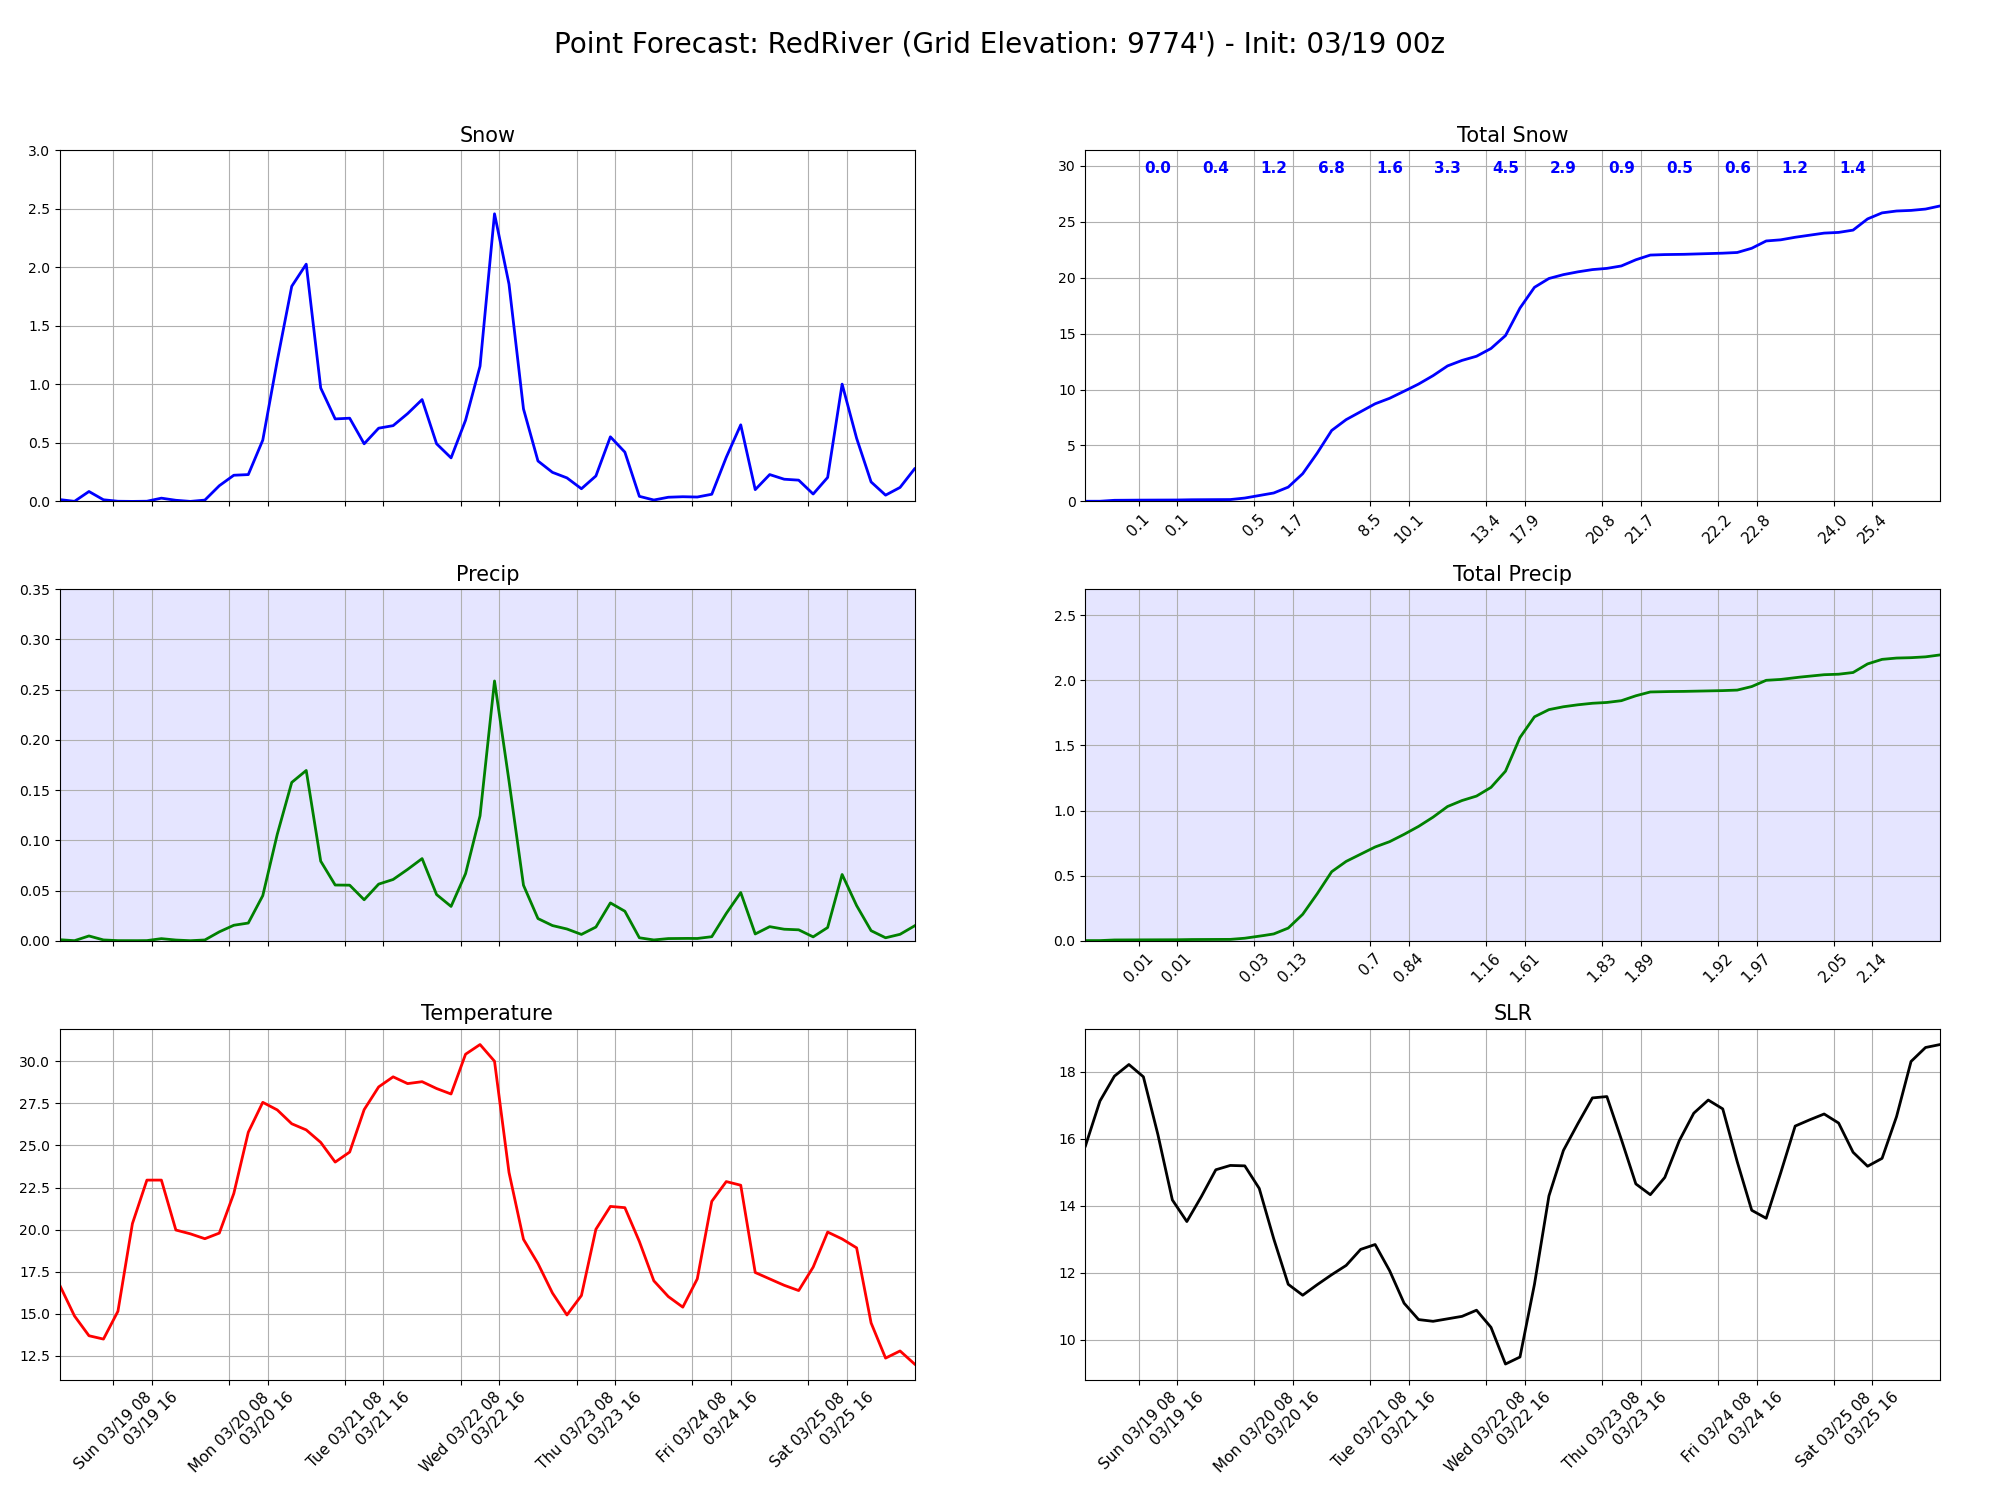 Point Forecast: RedRiver (Grid Elevation: 9774') - Init: 03/19 00z
Snow
3.0
2.5
2.0
1.5
1.0
0.5
0.0
Total Snow
30
25
20
15
10
5
0
0.0 0.4 1.2 6.8 1.6 3.3 4.5 2.9 0.9 0.5 0.6 1.2 1.4
0.1 0.1 0.5 1.7 8.5 10.1 13.4 17.9 20.8 21.7 22.2 22.8 24.0 25.4
Precip
0.35
0.30
0.25
0.20
0.15
0.10
0.05
0.00
Total Precip
2.5
2.0
1.5
1.0
0.5
0.0
0.01 0.01 0.03 0.13 0.7 0.84 1.16 1.61 1.83 1.89 1.92 1.97 2.05 2.14
Temperature
30.0
27.5
25.0
22.5
20.0
17.5
15.0
12.5
Sun 03/19 08
03/19 16
Mon 03/20 08
03/20 16
Tue 03/21 08
03/21 16
Wed 03/22 08
03/22 16
Thu 03/23 08
03/23 16
Fri 03/24 08
03/24 16
Sat 03/25 08
03/25 16
SLR
18
16
14
12
10
Sun 03/19 08
03/19 16
Mon 03/20 08
03/20 16
Tue 03/21 08
03/21 16
Wed 03/22 08
03/22 16
Thu 03/23 08
03/23 16
Fri 03/24 08
03/24 16
Sat 03/25 08
03/25 16